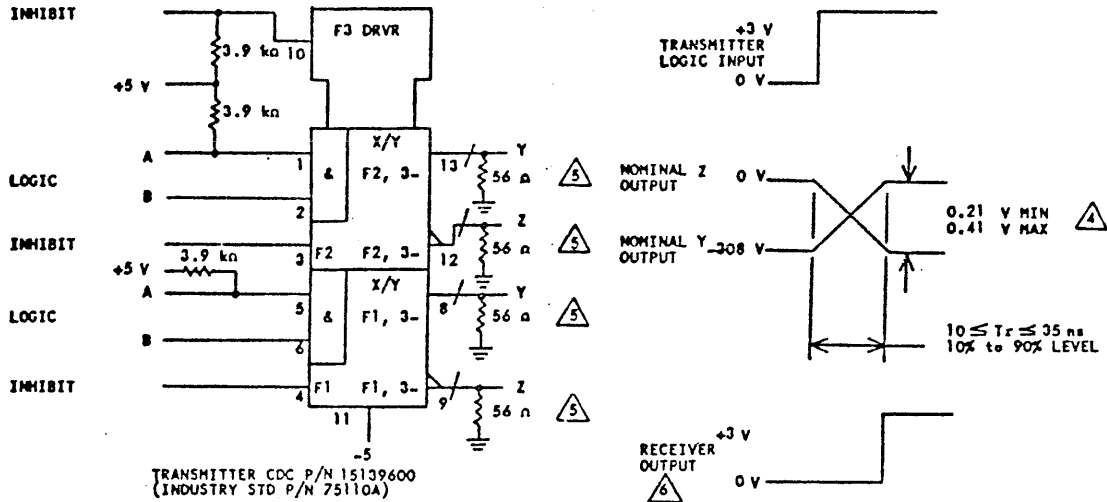 INHIBIT
F3 DRVR
3.9 kΩ
10
+5 V
3.9 kΩ
X/Y
A
1
13
Y
&
F2, 3-
56 Ω
5
LOGIC
B
2
Z
INHIBIT
3
F2
F2, 3-
12
56 Ω
5
3.9 kΩ
+5 V
X/Y
A
5
8
Y
&
F1, 3-
56 Ω
5
LOGIC
B
6
INHIBIT
4
F1
F1, 3-
9
Z
56 Ω
5
11
-5
TRANSMITTER CDC P/N 15139600
(INDUSTRY STD P/N 75110A)
+3 V
TRANSMITTER
LOGIC INPUT
0 V
NOMINAL Z
OUTPUT
0 V
0.21 V MIN
0.41 V MAX
4
NOMINAL Y
OUTPUT
-308 V
10 ≤ Tr ≤ 35 ns
10% to 90% LEVEL
+3 V
RECEIVER
OUTPUT
0 V
6